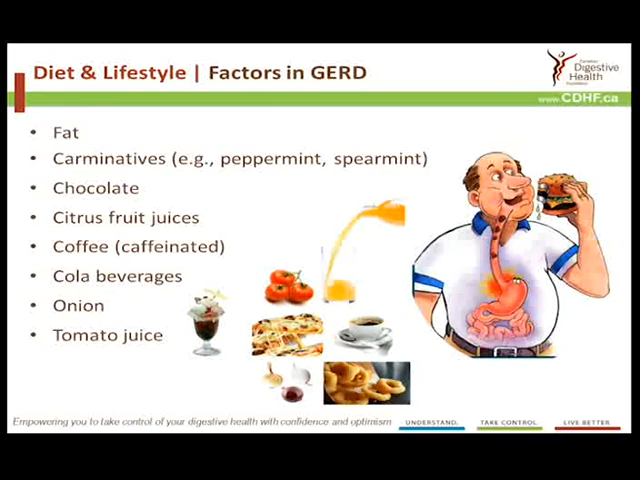 Diet & Lifestyle | Factors in GERD
Canadian
Digestive
Health
Foundation
www.CDHF.ca
• Fat
• Carminatives (e.g., peppermint, spearmint)
• Chocolate
• Citrus fruit juices
• Coffee (caffeinated)
• Cola beverages
• Onion
• Tomato juice
Empowering you to take control of your digestive health with confidence and optimism
UNDERSTAND.
TAKE CONTROL.
LIVE BETTER.